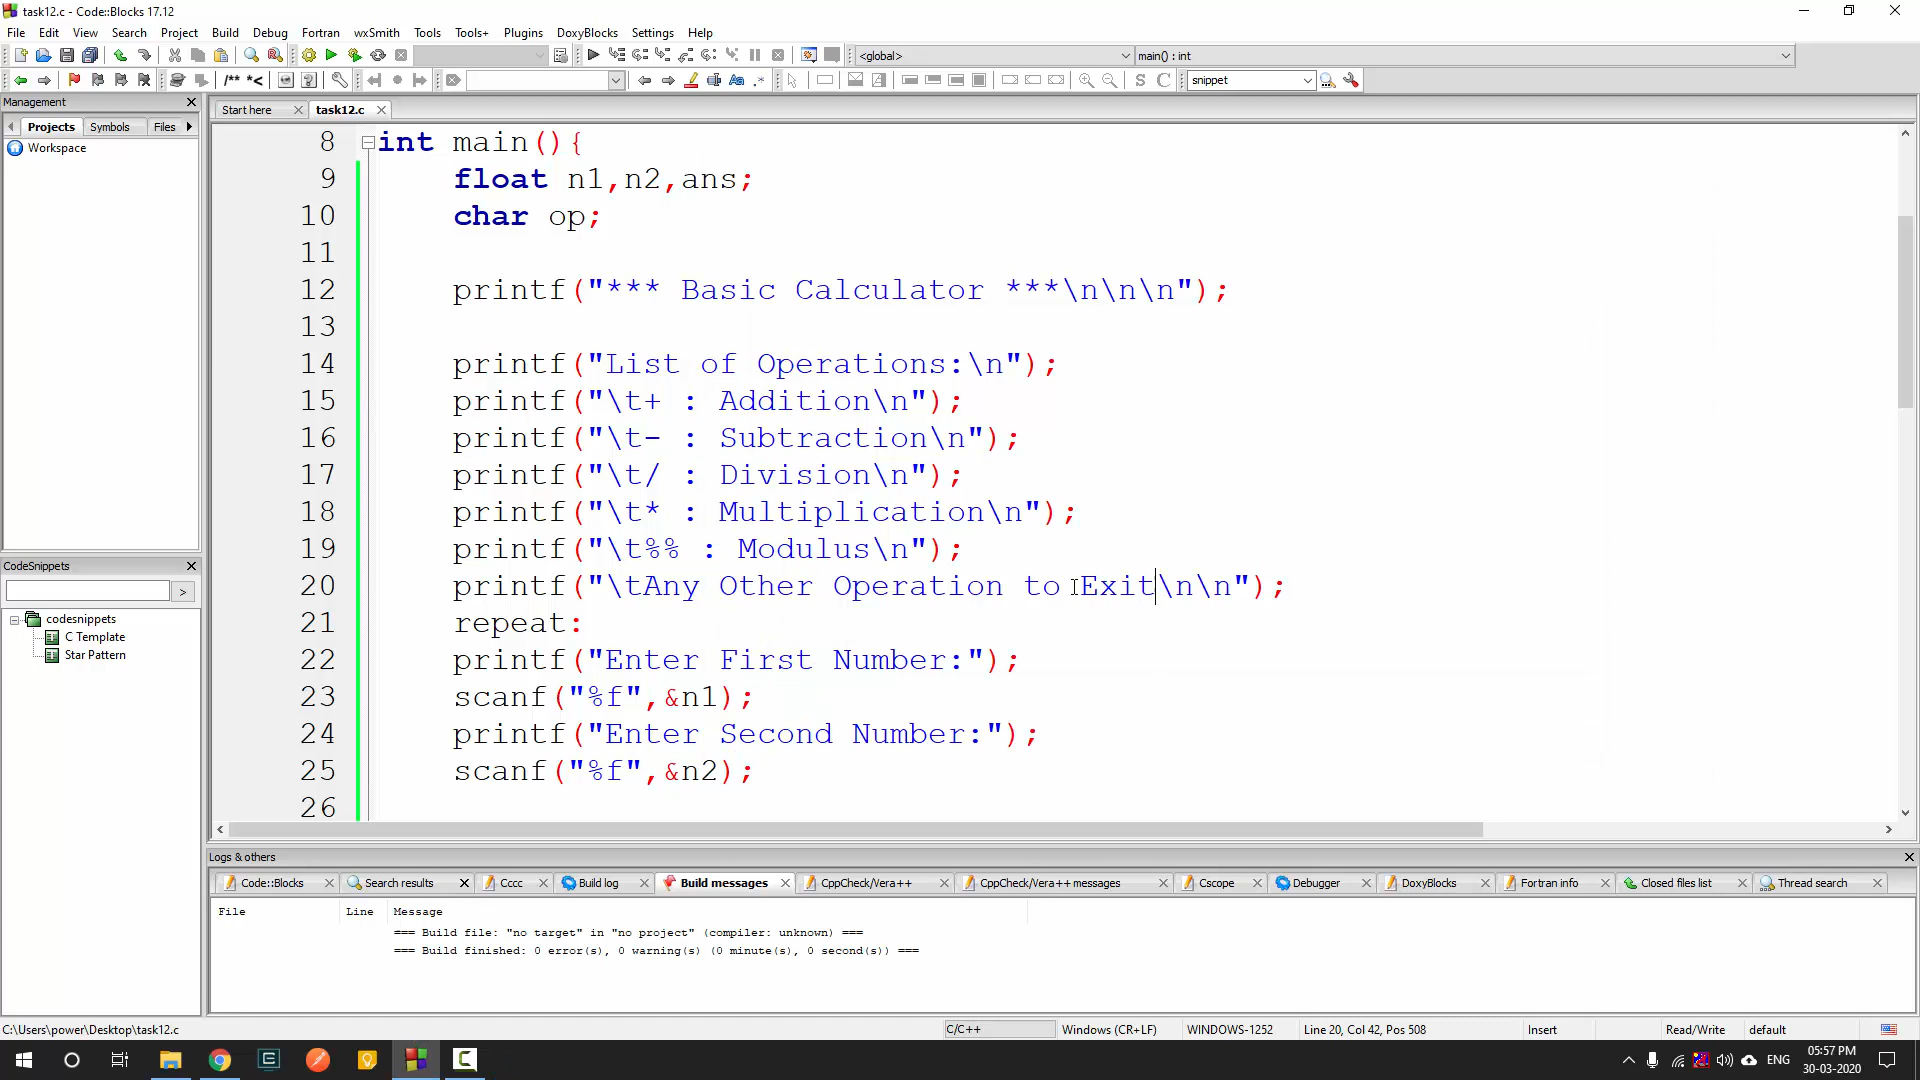 task12.c - Code::Blocks 17.12
File Edit View Search Project Build Debug Fortran wxSmith Tools Tools+ Plugins DoxyBlocks Settings Help
<global> main() : int
/** *< Aa .* S C snippet
Management
Projects Symbols Files
Workspace
CodeSnippets
>
codesnippets
C Template
Star Pattern
Start here task12.c
8 int main(){
9 float n1,n2,ans;
10 char op;
11
12 printf("*** Basic Calculator ***\n\n\n");
13
14 printf("List of Operations:\n");
15 printf("\t+ : Addition\n");
16 printf("\t- : Subtraction\n");
17 printf("\t/ : Division\n");
18 printf("\t* : Multiplication\n");
19 printf("\t%% : Modulus\n");
20 printf("\tAny Other Operation to Exit\n\n");
21 repeat:
22 printf("Enter First Number:");
23 scanf("%f",&n1);
24 printf("Enter Second Number:");
25 scanf("%f",&n2);
26
Logs & others
Code::Blocks Search results Cccc Build log Build messages CppCheck/Vera++ CppCheck/Vera++ messages Cscope Debugger DoxyBlocks Fortran info Closed files list Thread search
File Line Message
=== Build file: "no target" in "no project" (compiler: unknown) ===
=== Build finished: 0 error(s), 0 warning(s) (0 minute(s), 0 second(s)) ===
C:\Users\power\Desktop\task12.c C/C++ Windows (CR+LF) WINDOWS-1252 Line 20, Col 42, Pos 508 Insert Read/Write default
ENG 05:57 PM
30-03-2020